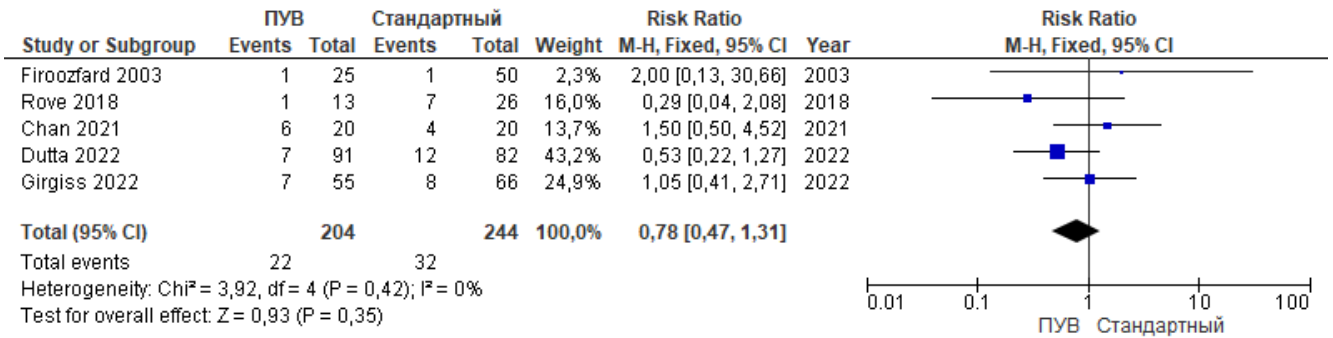 ПУВ Стандартный Risk Ratio Risk Ratio
Study or Subgroup Events Total Events Total Weight M-H, Fixed, 95% CI Year M-H, Fixed, 95% CI
Firoozfard 2003 1 25 1 50 2,3% 2,00 [0,13, 30,66] 2003
Rove 2018 1 13 7 26 16,0% 0,29 [0,04, 2,08] 2018
Chan 2021 6 20 4 20 13,7% 1,50 [0,50, 4,52] 2021
Dutta 2022 7 91 12 82 43,2% 0,53 [0,22, 1,27] 2022
Girgiss 2022 7 55 8 66 24,9% 1,05 [0,41, 2,71] 2022
Total (95% CI) 204 244 100,0% 0,78 [0,47, 1,31]
Total events 22 32
Heterogeneity: Chi² = 3,92, df = 4 (P = 0,42); I² = 0%
Test for overall effect: Z = 0,93 (P = 0,35)
0.01 0.1 1 10 100
ПУВ Стандартный